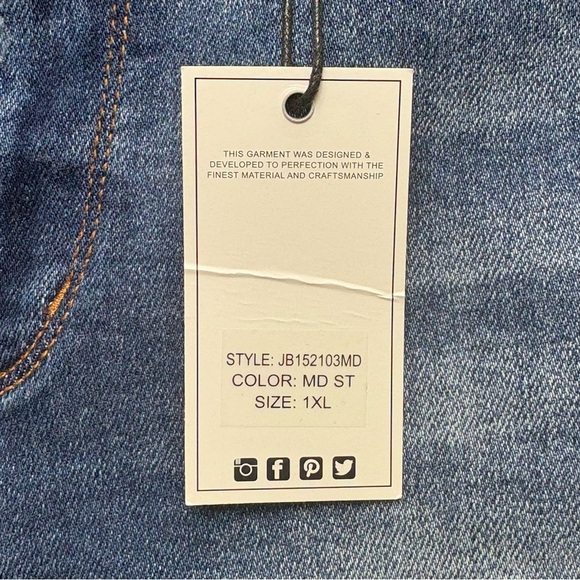 THIS GARMENT WAS DESIGNED &
DEVELOPED TO PERFECTION WITH THE
FINEST MATERIAL AND CRAFTSMANSHIP
STYLE: JB152103MD
COLOR: MD ST
SIZE: 1XL